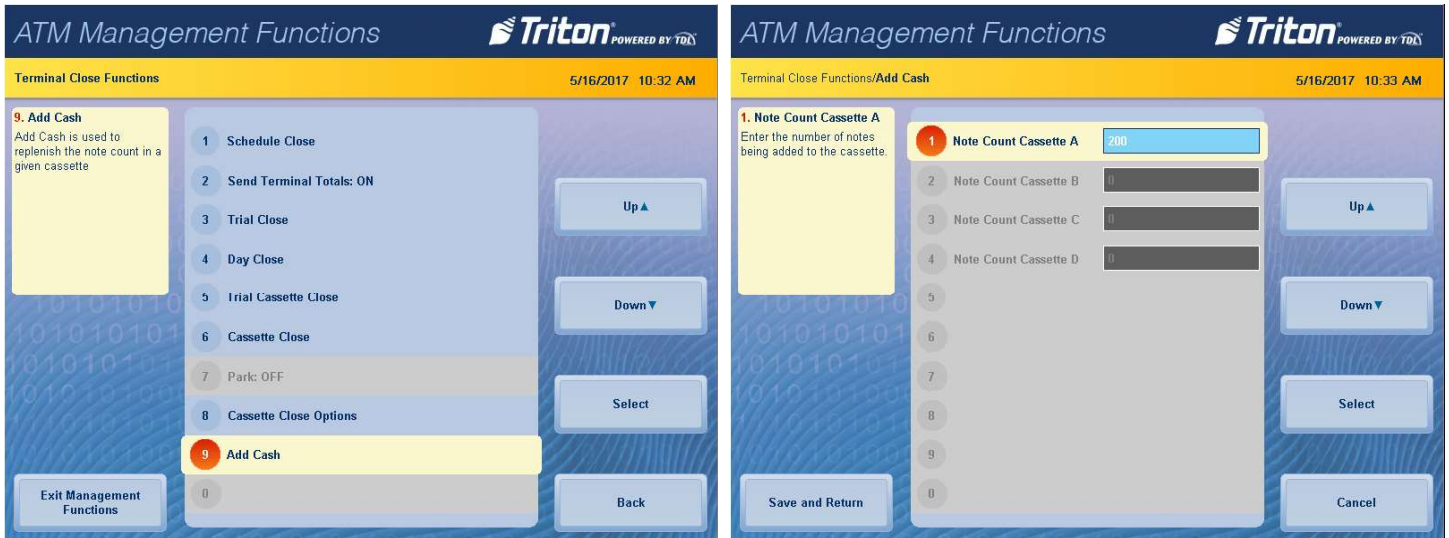 ATM Management Functions
Triton POWERED BY TDL
Terminal Close Functions
5/16/2017 10:32 AM
9. Add Cash
Add Cash is used to
replenish the note count in a
given cassette
1 Schedule Close
2 Send Terminal Totals: ON
3 Trial Close
4 Day Close
5 Trial Cassette Close
6 Cassette Close
7 Park: OFF
8 Cassette Close Options
9 Add Cash
0
Up▲
Down▼
Select
Exit Management
Functions
Back
ATM Management Functions
Triton POWERED BY TDL
Terminal Close Functions/Add Cash
5/16/2017 10:33 AM
1. Note Count Cassette A
Enter the number of notes
being added to the cassette.
1 Note Count Cassette A 200
2 Note Count Cassette B 0
3 Note Count Cassette C 0
4 Note Count Cassette D 0
5
6
7
8
9
0
Up▲
Down▼
Select
Save and Return
Cancel